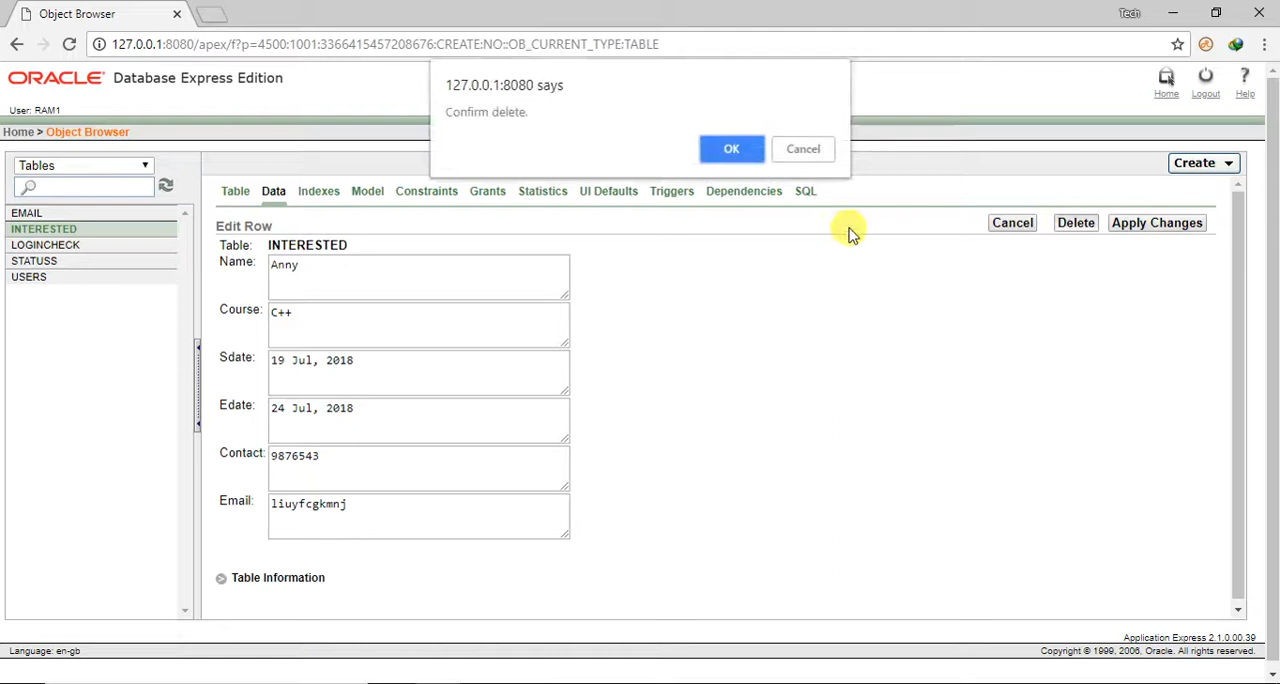 Object Browser
Tech
127.0.0.1:8080/apex/f?p=4500:1001:3366415457208676:CREATE:NO::OB_CURRENT_TYPE:TABLE
127.0.0.1:8080 says
Confirm delete.
OK Cancel
ORACLE Database Express Edition
Home Logout Help
User: RAM1
Home > Object Browser
Tables
Create
EMAIL
INTERESTED
LOGINCHECK
STATUSS
USERS
Table Data Indexes Model Constraints Grants Statistics UI Defaults Triggers Dependencies SQL
Edit Row Cancel Delete Apply Changes
Table: INTERESTED
Name: Anny
Course: C++
Sdate: 19 Jul, 2018
Edate: 24 Jul, 2018
Contact: 9876543
Email: liuyfcgkmnj
Table Information
Application Express 2.1.0.00.39
Language: en-gb Copyright © 1999, 2006, Oracle. All rights reserved.